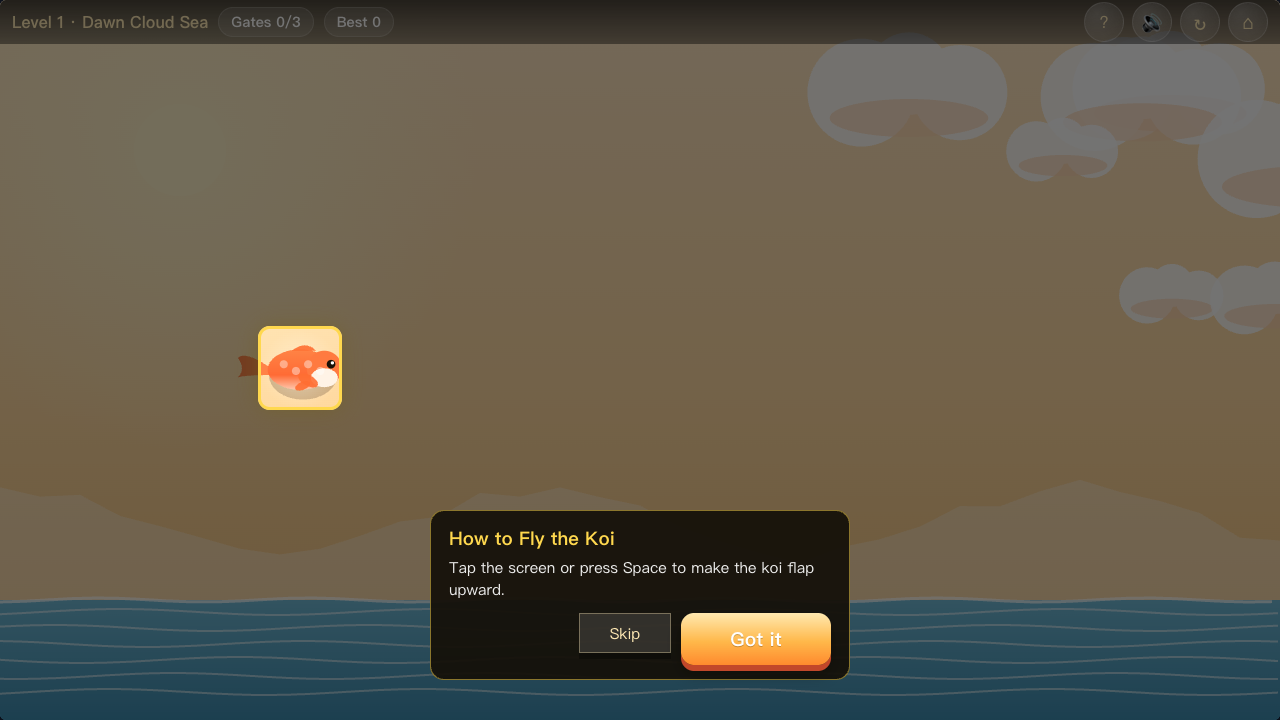 Level 1 · Dawn Cloud Sea
Gates 0/3
Best 0
?
How to Fly the Koi
Tap the screen or press Space to make the koi flap
upward.
Skip
Got it